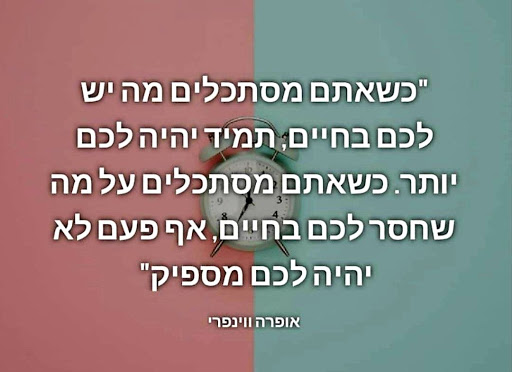 "כשאתם מסתכלים מה יש
לכם בחיים, תמיד יהיה לכם
יותר. כשאתם מסתכלים על מה
שחסר לכם בחיים, אף פעם לא
יהיה לכם מספיק"
אופרה ווינפרי